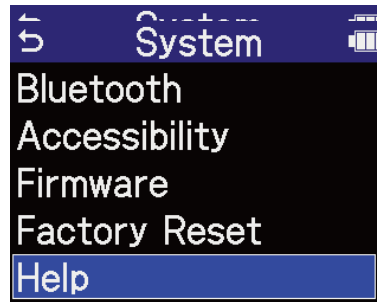 System
Bluetooth
Accessibility
Firmware
Factory Reset
Help